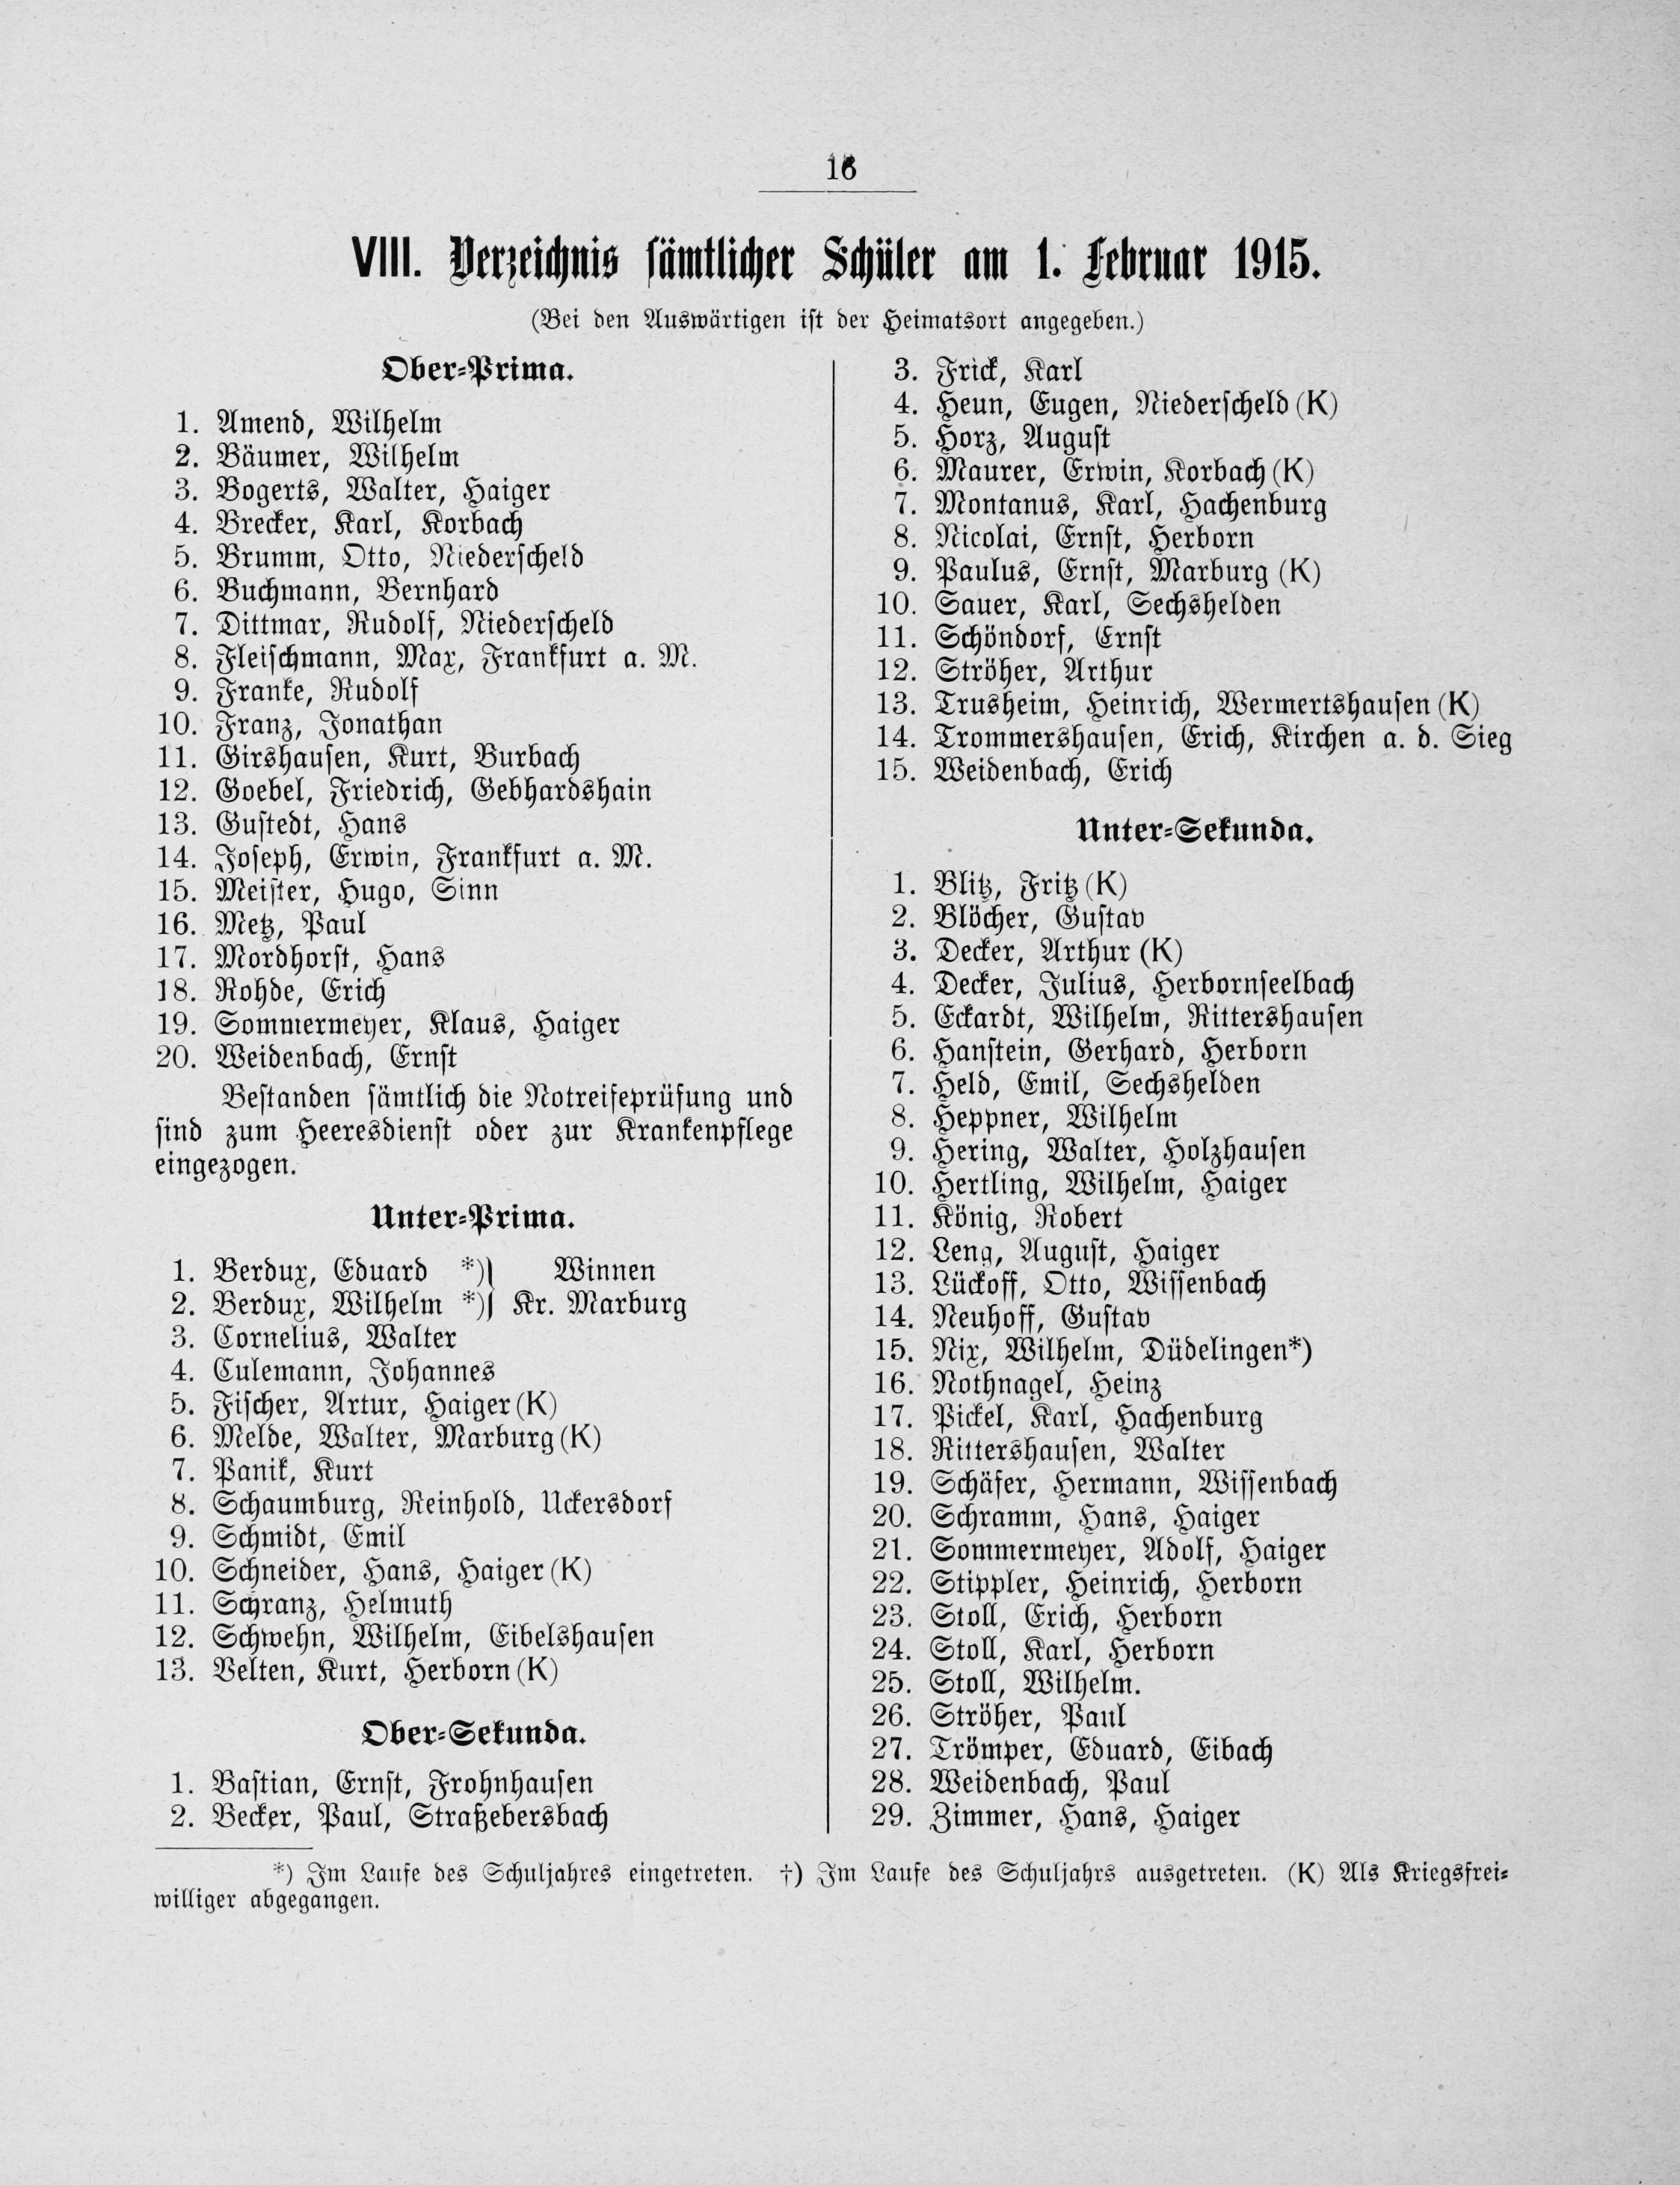 16
VIII. Verzeichnis sämtlicher Schüler am 1. Februar 1915.
(Bei den Auswärtigen ist der Heimatsort angegeben.)
Ober-Prima.
1. Amend, Wilhelm
2. Bäumer, Wilhelm
3. Bogerts, Walter, Haiger
4. Brecker, Karl, Korbach
5. Brumm, Otto, Niederscheld
6. Buchmann, Bernhard
7. Dittmar, Rudolf, Niederscheld
8. Fleischmann, Max, Frankfurt a. M.
9. Franke, Rudolf
10. Franz, Jonathan
11. Girshausen, Kurt, Burbach
12. Goebel, Friedrich, Gebhardshain
13. Gustedt, Hans
14. Joseph, Erwin, Frankfurt a. M.
15. Meister, Hugo, Sinn
16. Metz, Paul
17. Mordhorst, Hans
18. Rohde, Erich
19. Sommermeyer, Klaus, Haiger
20. Weidenbach, Ernst
Bestanden sämtlich die Notreifeprüfung und
sind zum Heeresdienst oder zur Krankenpflege
eingezogen.
Unter-Prima.
1. Berdux, Eduard *) Winnen
2. Berdux, Wilhelm *) Kr. Marburg
3. Cornelius, Walter
4. Culemann, Johannes
5. Fischer, Artur, Haiger (K)
6. Melde, Walter, Marburg (K)
7. Panik, Kurt
8. Schaumburg, Reinhold, Uckersdorf
9. Schmidt, Emil
10. Schneider, Hans, Haiger (K)
11. Schranz, Helmuth
12. Schwehn, Wilhelm, Eibelshausen
13. Velten, Kurt, Herborn (K)
Ober-Sekunda.
1. Bastian, Ernst, Frohnhausen
2. Becker, Paul, Straßebersbach
3. Frick, Karl
4. Heun, Eugen, Niederscheld (K)
5. Horz, August
6. Maurer, Erwin, Korbach (K)
7. Montanus, Karl, Hachenburg
8. Nicolai, Ernst, Herborn
9. Paulus, Ernst, Marburg (K)
10. Sauer, Karl, Sechshelden
11. Schöndorf, Ernst
12. Ströher, Arthur
13. Trusheim, Heinrich, Wermertshausen (K)
14. Trommershausen, Erich, Kirchen a. d. Sieg
15. Weidenbach, Erich
Unter-Sekunda.
1. Blitz, Fritz (K)
2. Blöcher, Gustav
3. Decker, Arthur (K)
4. Decker, Julius, Herbornseelbach
5. Eckardt, Wilhelm, Rittershausen
6. Hanstein, Gerhard, Herborn
7. Held, Emil, Sechshelden
8. Heppner, Wilhelm
9. Hering, Walter, Holzhausen
10. Hertling, Wilhelm, Haiger
11. König, Robert
12. Leng, August, Haiger
13. Lückoff, Otto, Wissenbach
14. Neuhoff, Gustav
15. Nix, Wilhelm, Düdelingen*)
16. Nothnagel, Heinz
17. Pickel, Karl, Hachenburg
18. Rittershausen, Walter
19. Schäfer, Hermann, Wissenbach
20. Schramm, Hans, Haiger
21. Sommermeyer, Adolf, Haiger
22. Stippler, Heinrich, Herborn
23. Stoll, Erich, Herborn
24. Stoll, Karl, Herborn
25. Stoll, Wilhelm.
26. Ströher, Paul
27. Trömper, Eduard, Eibach
28. Weidenbach, Paul
29. Zimmer, Hans, Haiger
*) Im Laufe des Schuljahres eingetreten. †) Im Laufe des Schuljahrs ausgetreten. (K) Als Kriegsfrei-
williger abgegangen.